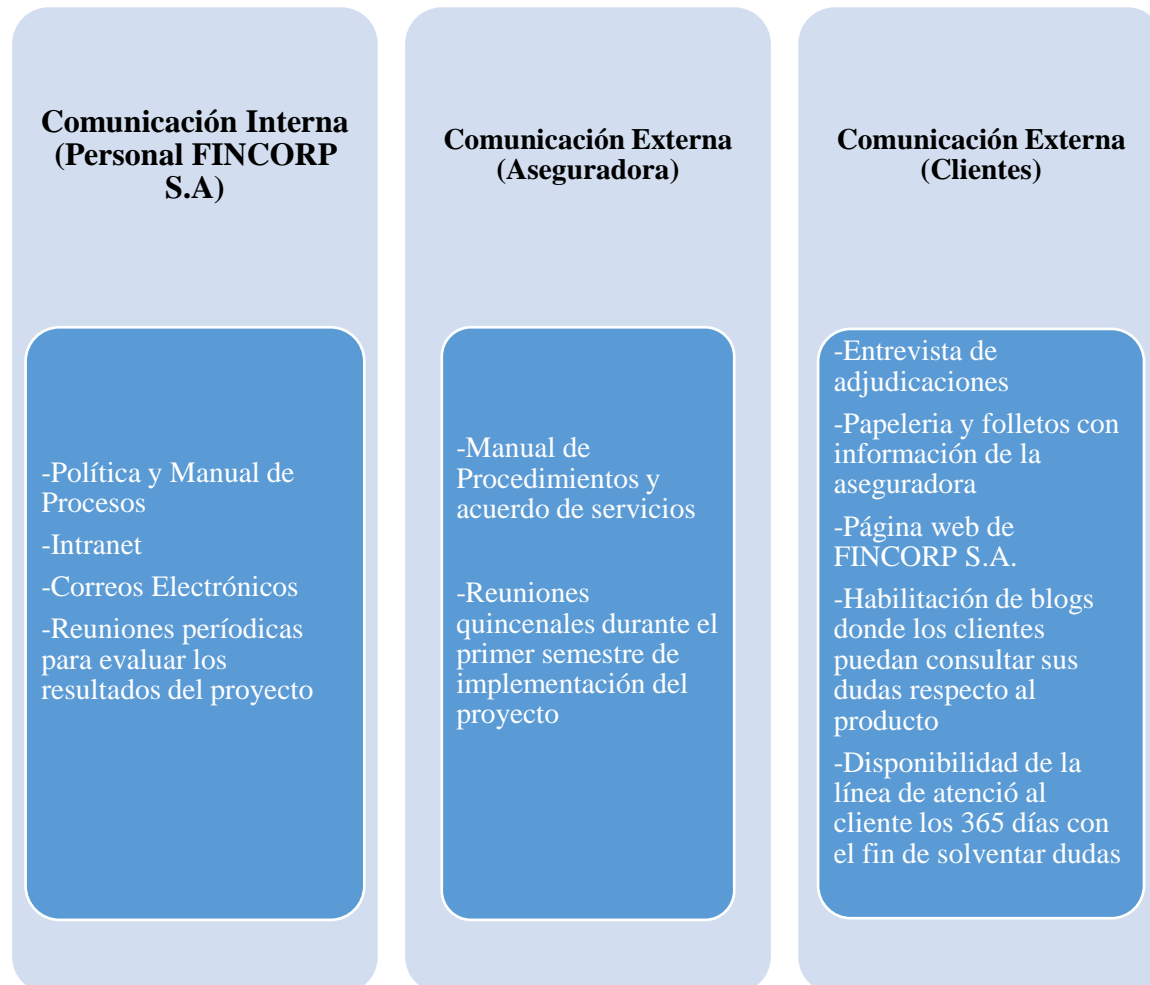 Comunicación Interna
(Personal FINCORP
S.A)
-Política y Manual de
Procesos
-Intranet
-Correos Electrónicos
-Reuniones períodicas
para evaluar los
resultados del proyecto
Comunicación Externa
(Aseguradora)
-Manual de
Procedimientos y
acuerdo de servicios
-Reuniones
quincenales durante el
primer semestre de
implementación del
proyecto
Comunicación Externa
(Clientes)
-Entrevista de
adjudicaciones
-Papeleria y folletos con
información de la
aseguradora
-Página web de
FINCORP S.A.
-Habilitación de blogs
donde los clientes
puedan consultar sus
dudas respecto al
producto
-Disponibilidad de la
línea de atenció al
cliente los 365 días con
el fin de solventar dudas